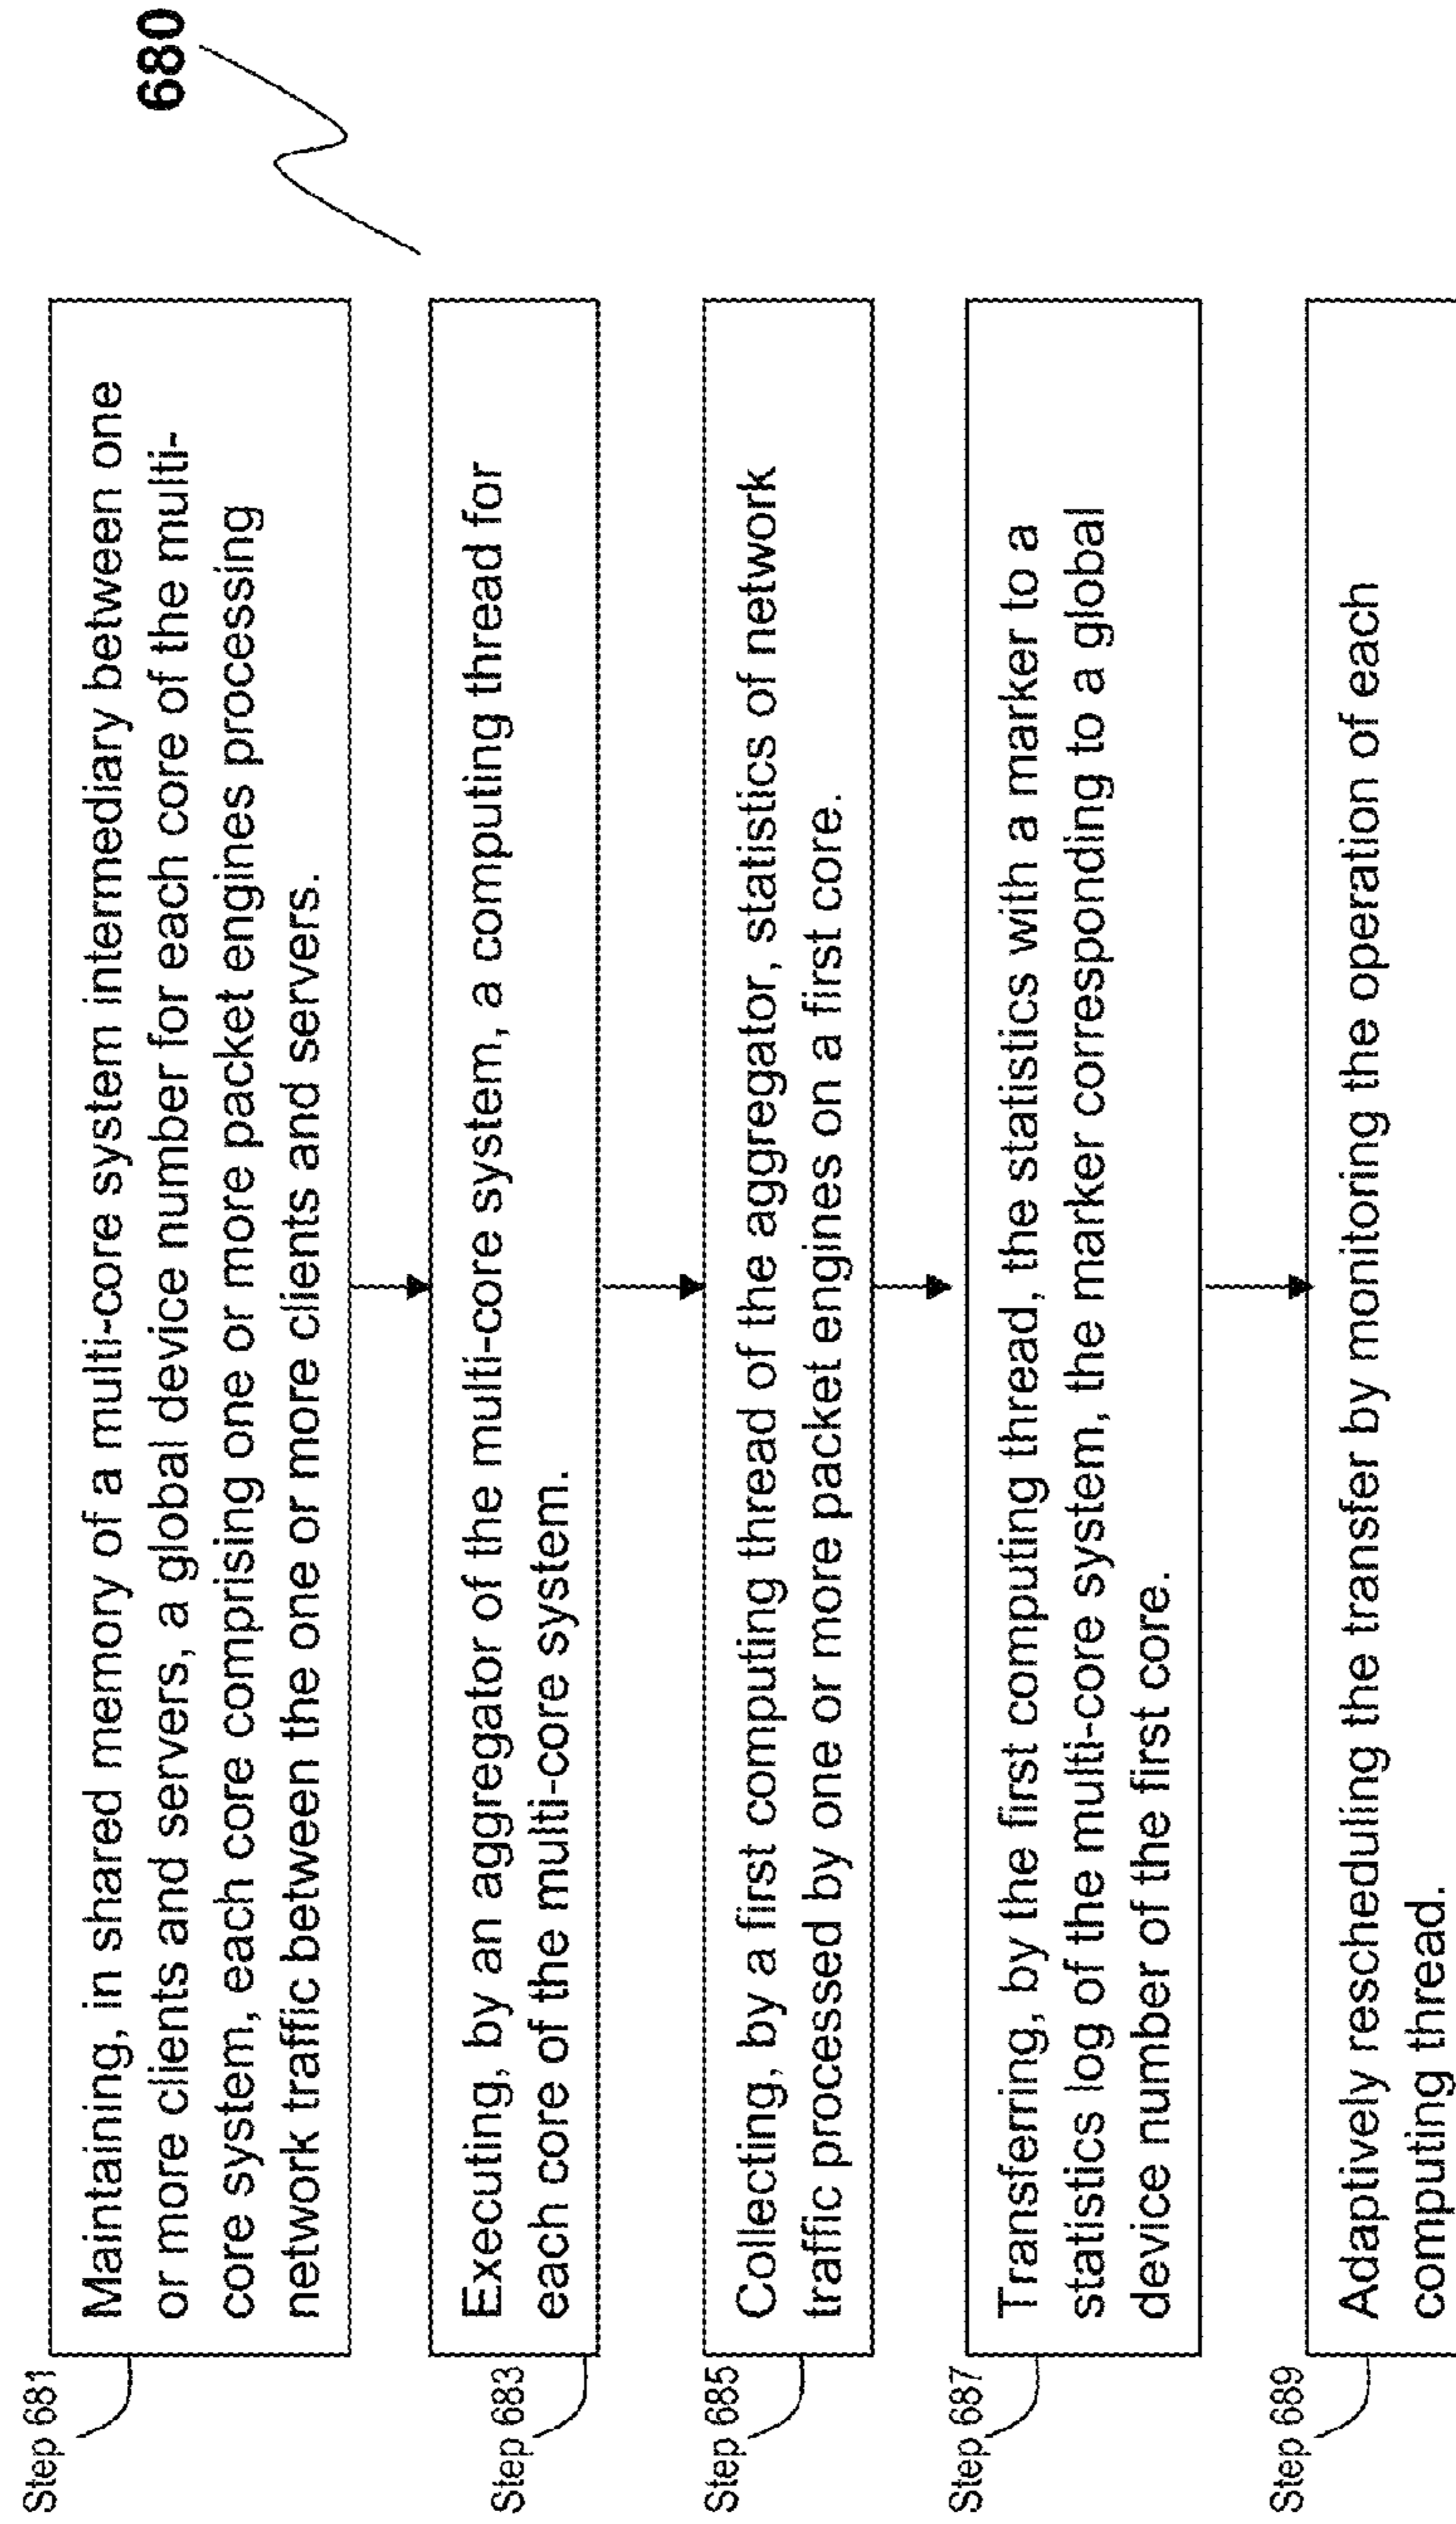 680
Step 681
Maintaining, in shared memory of a multi-core system intermediary between one
or more clients and servers, a global device number for each core of the multi-
core system, each core comprising one or more packet engines processing
network traffic between the one or more clients and servers.
Step 683
Executing, by an aggregator of the multi-core system, a computing thread for
each core of the multi-core system.
Step 685
Collecting, by a first computing thread of the aggregator, statistics of network
traffic processed by one or more packet engines on a first core.
Step 687
Transferring, by the first computing thread, the statistics with a marker to a
statistics log of the multi-core system, the marker corresponding to a global
device number of the first core.
Step 689
Adaptively rescheduling the transfer by monitoring the operation of each
computing thread.